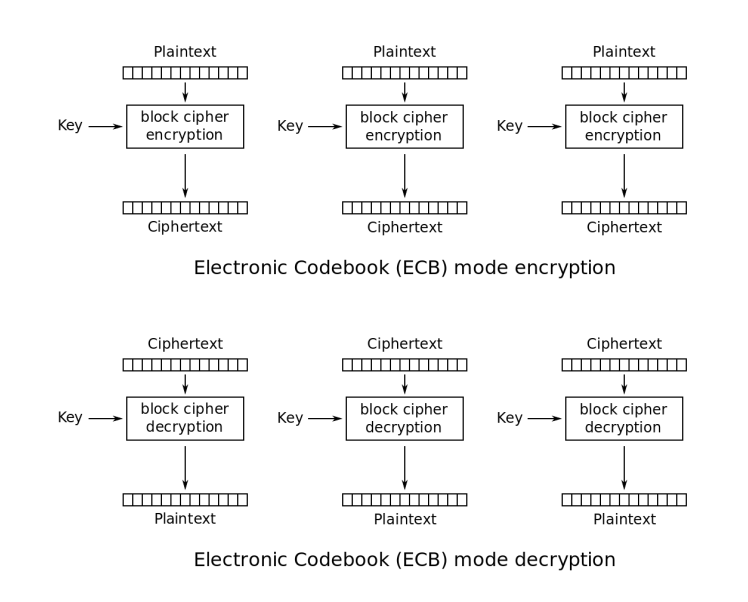 Plaintext Plaintext Plaintext
Key block cipher encryption Key block cipher encryption Key block cipher encryption
Ciphertext Ciphertext Ciphertext
Electronic Codebook (ECB) mode encryption
Ciphertext Ciphertext Ciphertext
Key block cipher decryption Key block cipher decryption Key block cipher decryption
Plaintext Plaintext Plaintext
Electronic Codebook (ECB) mode decryption